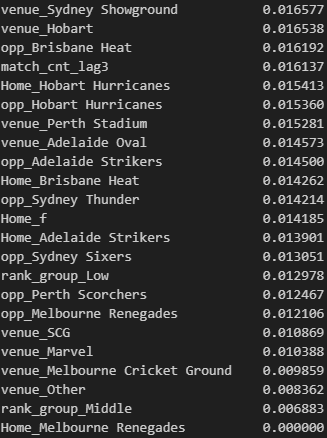 venue_Sydney Showground 0.016577
venue_Hobart 0.016538
opp_Brisbane Heat 0.016192
match_cnt_lag3 0.016137
Home_Hobart Hurricanes 0.015413
opp_Hobart Hurricanes 0.015360
venue_Perth Stadium 0.015281
venue_Adelaide Oval 0.014573
opp_Adelaide Strikers 0.014500
Home_Brisbane Heat 0.014262
opp_Sydney Thunder 0.014214
Home_f 0.014185
Home_Adelaide Strikers 0.013901
opp_Sydney Sixers 0.013051
rank_group_Low 0.012978
opp_Perth Scorchers 0.012467
opp_Melbourne Renegades 0.012106
venue_SCG 0.010869
venue_Marvel 0.010388
venue_Melbourne Cricket Ground 0.009859
venue_Other 0.008362
rank_group_Middle 0.006883
Home_Melbourne Renegades 0.000000